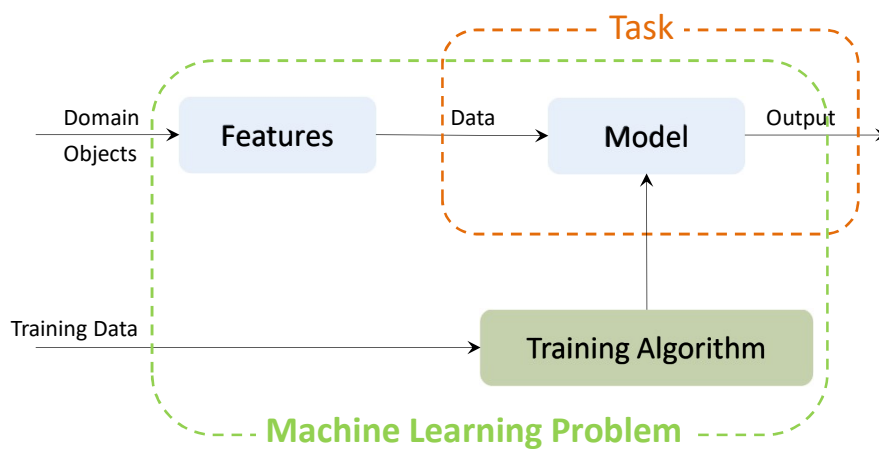 Task
Domain
Objects
Features
Data
Model
Output
Training Data
Training Algorithm
Machine Learning Problem